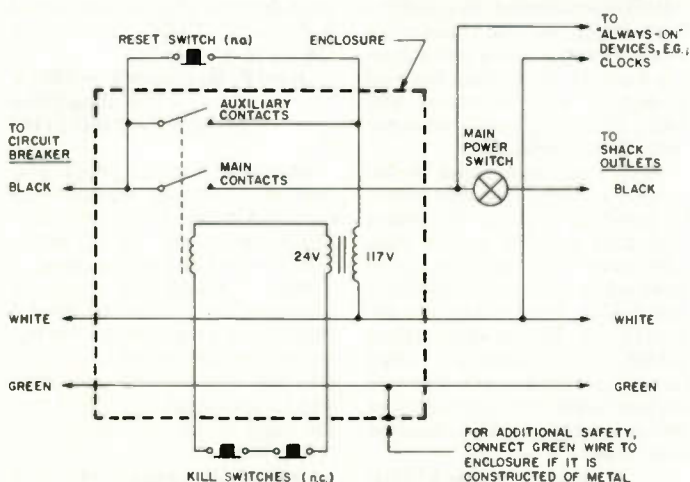 TO
"ALWAYS-ON"
DEVICES, E.G.,
CLOCKS
RESET SWITCH (n.o.)
ENCLOSURE
AUXILIARY
CONTACTS
TO
CIRCUIT
BREAKER
MAIN
POWER
SWITCH
TO
SHACK
OUTLETS
BLACK
MAIN
CONTACTS
BLACK
24V
117V
WHITE
WHITE
GREEN
GREEN
KILL SWITCHES (n.c.)
FOR ADDITIONAL SAFETY,
CONNECT GREEN WIRE TO
ENCLOSURE IF IT IS
CONSTRUCTED OF METAL